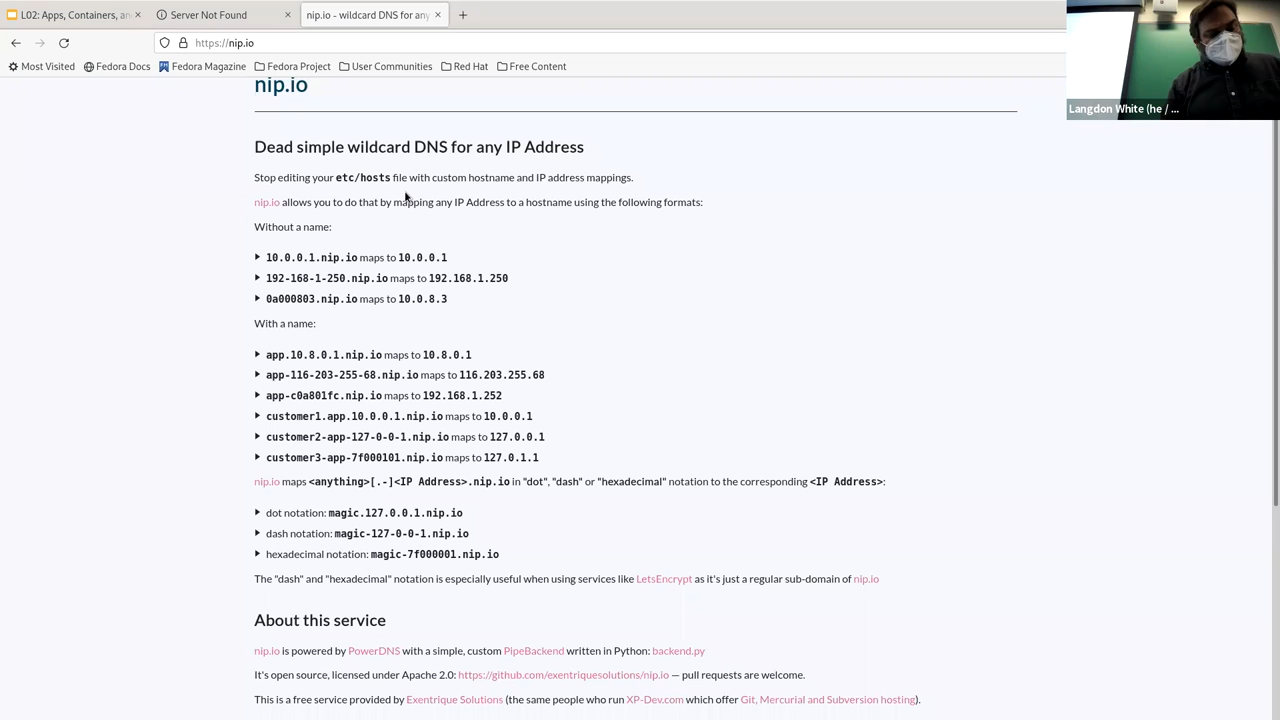 L02: Apps, Containers, an
Server Not Found
nip.io - wildcard DNS for any
https://nip.io
Most Visited
Fedora Docs
Fedora Magazine
Fedora Project
User Communities
Red Hat
Free Content
Langdon White (he / ...
nip.io
Dead simple wildcard DNS for any IP Address
Stop editing your etc/hosts file with custom hostname and IP address mappings.
nip.io allows you to do that by mapping any IP Address to a hostname using the following formats:
Without a name:
10.0.0.1.nip.io maps to 10.0.0.1
192-168-1-250.nip.io maps to 192.168.1.250
0a000803.nip.io maps to 10.0.8.3
With a name:
app.10.8.0.1.nip.io maps to 10.8.0.1
app-116-203-255-68.nip.io maps to 116.203.255.68
app-c0a801fc.nip.io maps to 192.168.1.252
customer1.app.10.0.0.1.nip.io maps to 10.0.0.1
customer2-app-127-0-0-1.nip.io maps to 127.0.0.1
customer3-app-7f000101.nip.io maps to 127.0.1.1
nip.io maps <anything>[.-]<IP Address>.nip.io in "dot", "dash" or "hexadecimal" notation to the corresponding <IP Address>:
dot notation: magic.127.0.0.1.nip.io
dash notation: magic-127-0-0-1.nip.io
hexadecimal notation: magic-7f000001.nip.io
The "dash" and "hexadecimal" notation is especially useful when using services like LetsEncrypt as it's just a regular sub-domain of nip.io
About this service
nip.io is powered by PowerDNS with a simple, custom PipeBackend written in Python: backend.py
It's open source, licensed under Apache 2.0: https://github.com/exentriquesolutions/nip.io — pull requests are welcome.
This is a free service provided by Exentrique Solutions (the same people who run XP-Dev.com which offer Git, Mercurial and Subversion hosting).